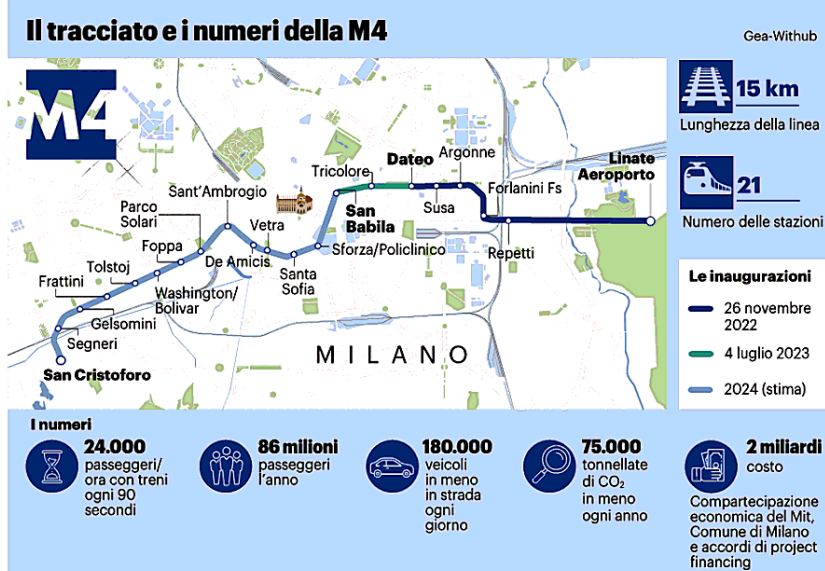 Il tracciato e i numeri della M4
Gea-Withub
M4
15 km
Lunghezza della linea
21
Numero delle stazioni
Le inaugurazioni
26 novembre
2022
4 luglio 2023
2024 (stima)
Linate
Aeroporto
Forlanini Fs
Repetti
Argonne
Susa
Dateo
Tricolore
San
Babila
Sforza/Policlinico
Santa
Sofia
Vetra
De Amicis
Sant'Ambrogio
Parco
Solari
Foppa
Washington/
Bolivar
Tolstoj
Frattini
Gelsomini
Segneri
San Cristoforo
MILANO
I numeri
24.000
passeggeri/
ora con treni
ogni 90
secondi
86 milioni
passeggeri
l'anno
180.000
veicoli
in meno
in strada
ogni
giorno
75.000
tonnellate
di CO₂
in meno
ogni anno
2 miliardi
costo
Compartecipazione
economica del Mit,
Comune di Milano
e accordi di project
financing